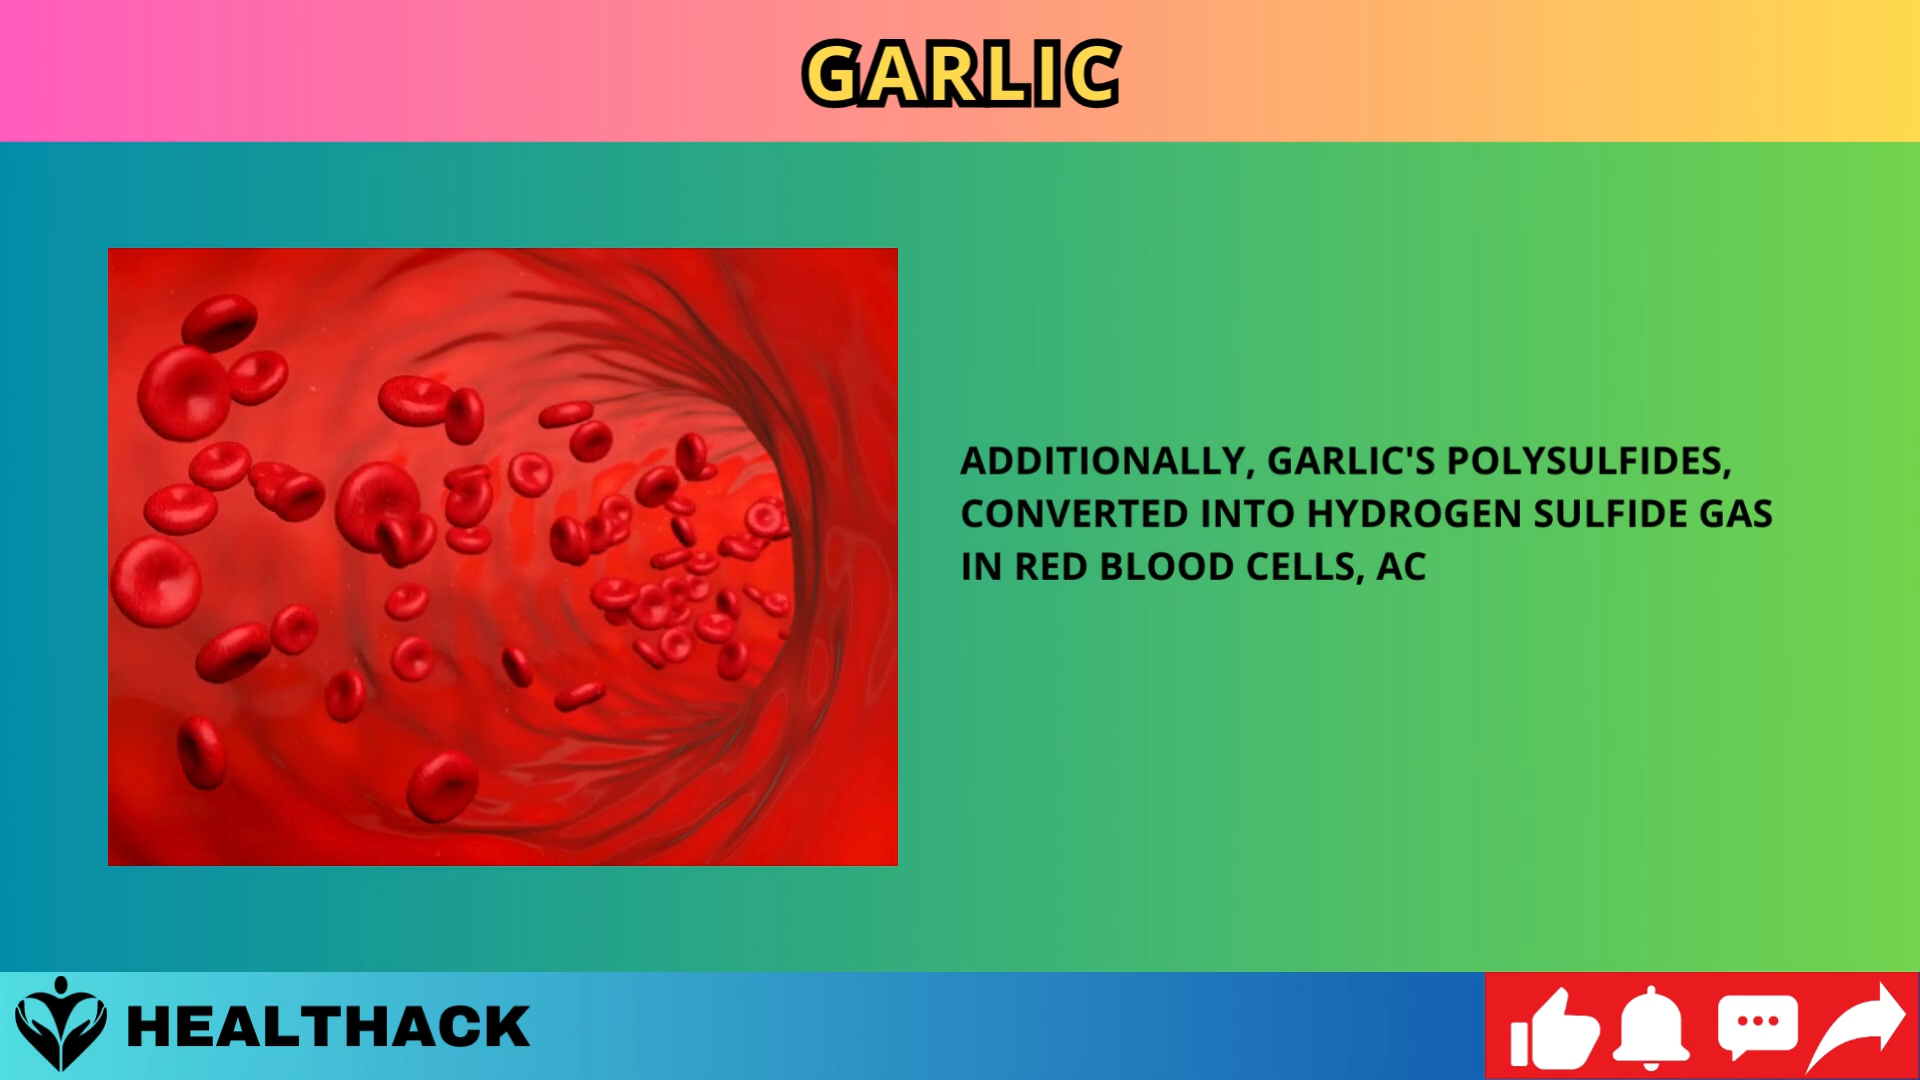 GARLIC
ADDITIONALLY, GARLIC'S POLYSULFIDES,
CONVERTED INTO HYDROGEN SULFIDE GAS
IN RED BLOOD CELLS, AC
HEALTHACK